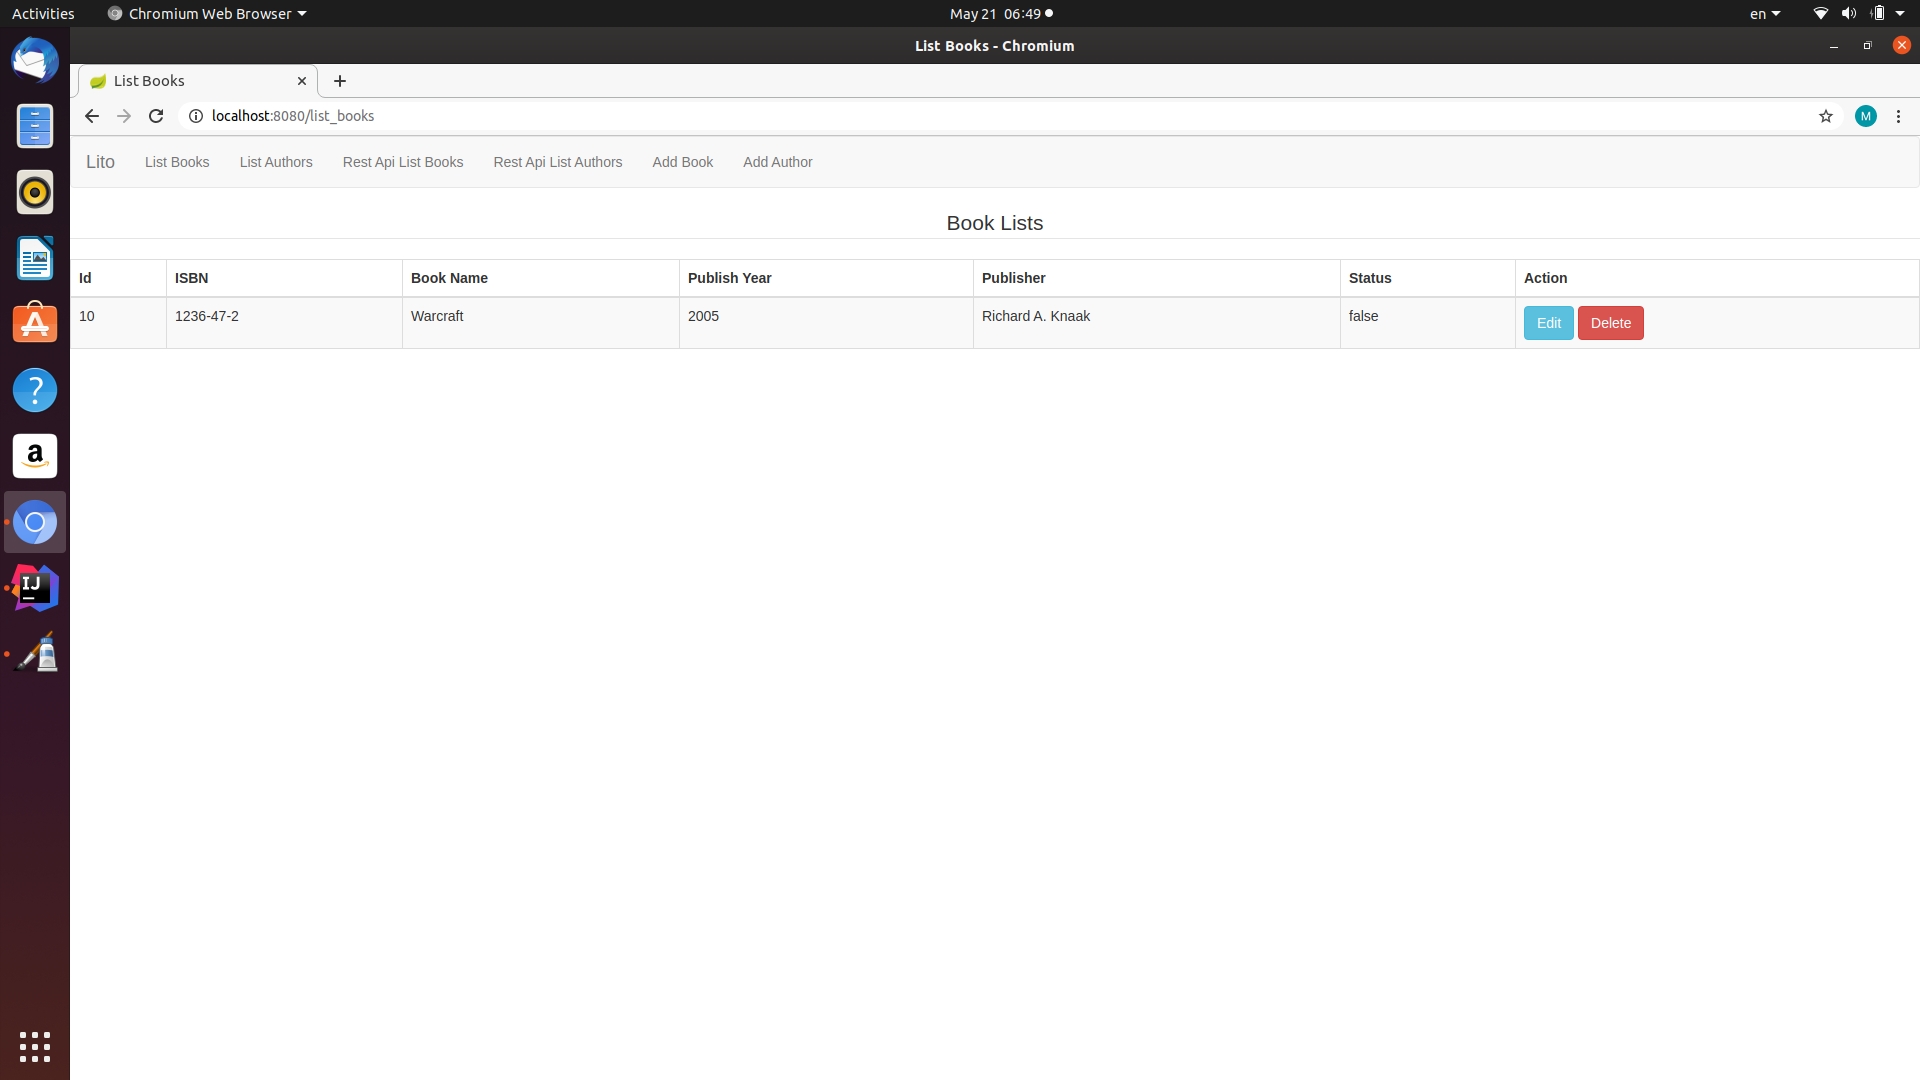 Activities Chromium Web Browser May 21 06:49 en
List Books - Chromium
List Books
localhost:8080/list_books M
Lito List Books List Authors Rest Api List Books Rest Api List Authors Add Book Add Author
Book Lists
Id ISBN Book Name Publish Year Publisher Status Action
10 1236-47-2 Warcraft 2005 Richard A. Knaak false Edit Delete
?
a
IJ